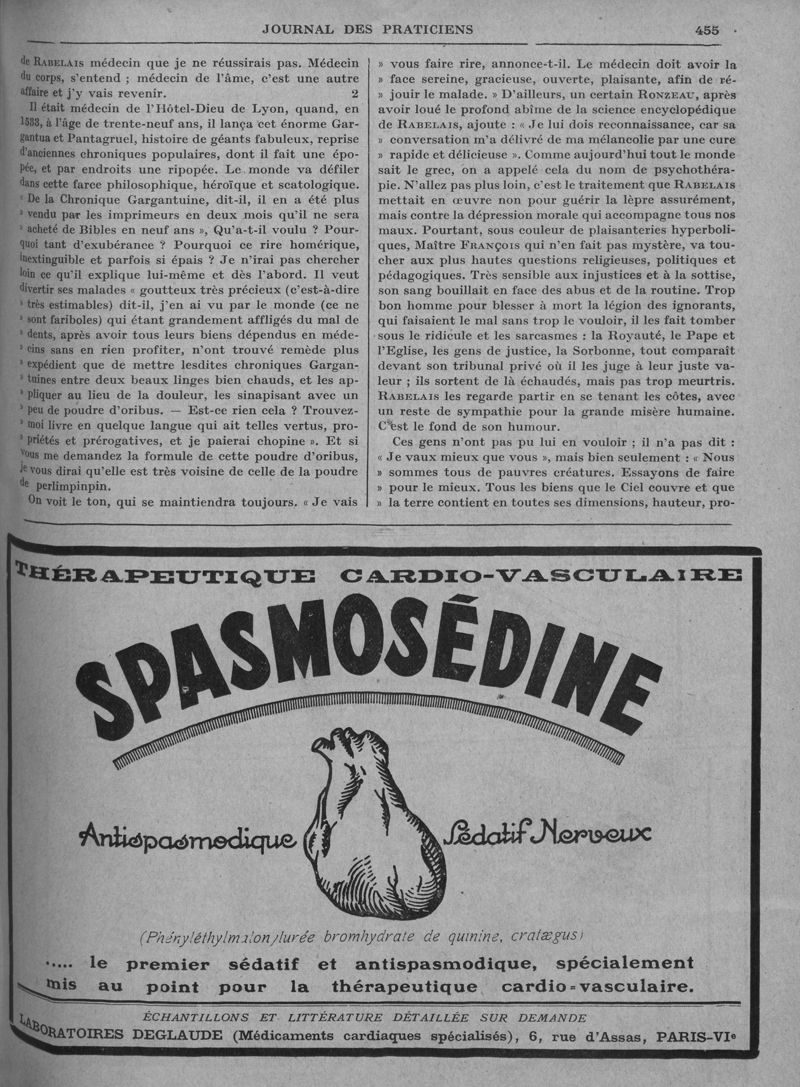 JOURNAL DES PRATICIENS 455
de RABELAIS médecin que je ne réussirais pas. Médecin
du corps, s'entend ; médecin de l'âme, c'est une autre
affaire et j'y vais revenir. 2
Il était médecin de l'Hôtel-Dieu de Lyon, quand, en
1533, à l'âge de trente-neuf ans, il lança cet énorme Gar-
gantua et Pantagruel, histoire de géants fabuleux, reprise
d'anciennes chroniques populaires, dont il fait une épo-
pée, et par endroits une ripopée. Le monde va défiler
dans cette farce philosophique, héroïque et scatologique.
« De la Chronique Gargantuine, dit-il, il en a été plus
» vendu par les imprimeurs en deux mois qu'il ne sera
» acheté de Bibles en neuf ans », Qu'a-t-il voulu ? Pour-
quoi tant d'exubérance ? Pourquoi ce rire homérique,
inextinguible et parfois si épais ? Je n'irai pas chercher
loin ce qu'il explique lui-même et dès l'abord. Il veut
divertir ses malades « goutteux très précieux (c'est-à-dire
» très estimables) dit-il, j'en ai vu par le monde (ce ne
» sont fariboles) qui étant grandement affligés du mal de
» dents, après avoir tous leurs biens dépendus en méde-
» cins sans en rien profiter, n'ont trouvé remède plus
» expédient que de mettre lesdites chroniques Gargan-
» tuines entre deux beaux linges bien chauds, et les ap-
» pliquer au lieu de la douleur, les sinapisant avec un
» peu de poudre d'oribus. — Est-ce rien cela ? Trouvez-
» moi livre en quelque langue qui ait telles vertus, pro-
» priétés et prérogatives, et je paierai chopine ». Et si
vous me demandez la formule de cette poudre d'oribus,
je vous dirai qu'elle est très voisine de celle de la poudre
de perlimpinpin.
On voit le ton, qui se maintiendra toujours. « Je vais
» vous faire rire, annonce-t-il. Le médecin doit avoir la
» face sereine, gracieuse, ouverte, plaisante, afin de ré-
» jouir le malade. » D'ailleurs, un certain RONZEAU, après
avoir loué le profond abîme de la science encyclopédique
de RABELAIS, ajoute : « Je lui dois reconnaissance, car sa
» conversation m'a délivré de ma mélancolie par une cure
» rapide et délicieuse ». Comme aujourd'hui tout le monde
sait le grec, on a appelé cela du nom de psychothéra-
pie. N'allez pas plus loin, c'est le traitement que RABELAIS
mettait en œuvre non pour guérir la lèpre assurément,
mais contre la dépression morale qui accompagne tous nos
maux. Pourtant, sous couleur de plaisanteries hyperboli-
ques, Maître FRANÇOIS qui n'en fait pas mystère, va tou-
cher aux plus hautes questions religieuses, politiques et
pédagogiques. Très sensible aux injustices et à la sottise,
son sang bouillait en face des abus et de la routine. Trop
bon homme pour blesser à mort la légion des ignorants,
qui faisaient le mal sans trop le vouloir, il les fait tomber
sous le ridicule et les sarcasmes : la Royauté, le Pape et
l'Eglise, les gens de justice, la Sorbonne, tout comparaît
devant son tribunal privé où il les juge à leur juste va-
leur ; ils sortent de là échaudés, mais pas trop meurtris.
RABELAIS les regarde partir en se tenant les côtes, avec
un reste de sympathie pour la grande misère humaine.
C'est le fond de son humour.
Ces gens n'ont pas pu lui en vouloir ; il n'a pas dit :
« Je vaux mieux que vous », mais bien seulement : « Nous
» sommes tous de pauvres créatures. Essayons de faire
» pour le mieux. Tous les biens que le Ciel couvre et que
» la terre contient en toutes ses dimensions, hauteur, pro-
THÉRAPEUTIQUE CARDIO-VASCULAIRE
SPASMOSÉDINE
Antispasmodique Sédatif Nerveux
(Phényléthylmalonylurée bromhydrate de quinine, cratægus)
..... le premier sédatif et antispasmodique, spécialement
mis au point pour la thérapeutique cardio-vasculaire.
ÉCHANTILLONS ET LITTÉRATURE DÉTAILLÉE SUR DEMANDE
LABORATOIRES DEGLAUDE (Médicaments cardiaques spécialisés), 6, rue d'Assas, PARIS-VIe